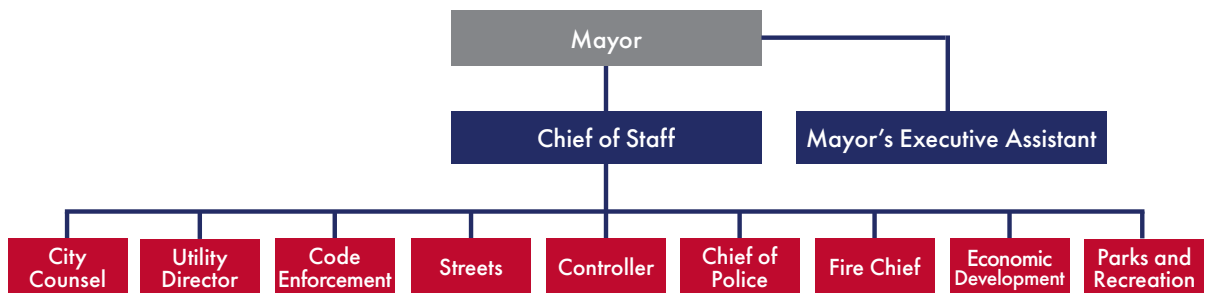 Mayor
Chief of Staff
Mayor’s Executive Assistant
City
Counsel
Utility
Director
Code
Enforcement
Streets
Controller
Chief of
Police
Fire Chief
Economic
Development
Parks and
Recreation